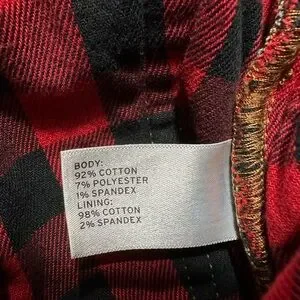 BODY:
92% COTTON
7% POLYESTER
1% SPANDEX
LINING:
98% COTTON
2% SPANDEX